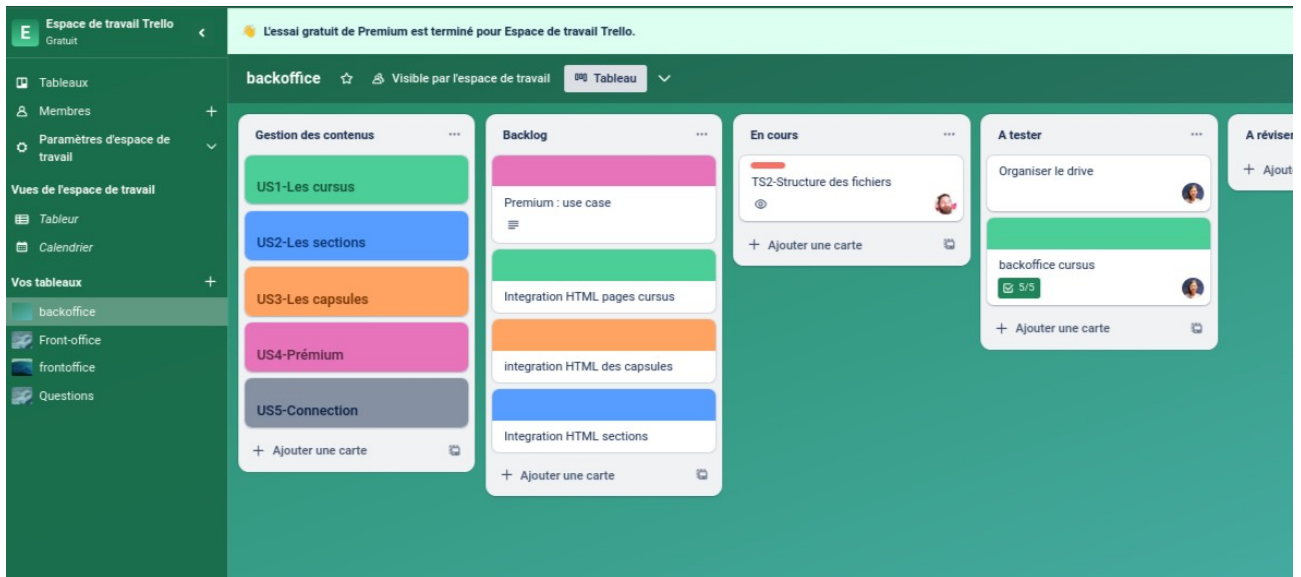 E
Espace de travail Trello
Gratuit
Tableaux
Membres
Paramètres d'espace de
travail
Vues de l'espace de travail
Tableur
Calendrier
Vos tableaux
backoffice
Front-office
frontoffice
Questions
L'essai gratuit de Premium est terminé pour Espace de travail Trello.
backoffice
Visible par l'espace de travail
Tableau
Gestion des contenus
US1-Les cursus
US2-Les sections
US3-Les capsules
US4-Prémium
US5-Connection
+ Ajouter une carte
Backlog
Premium : use case
Integration HTML pages cursus
integration HTML des capsules
Integration HTML sections
+ Ajouter une carte
En cours
TS2-Structure des fichiers
+ Ajouter une carte
A tester
Organiser le drive
backoffice cursus
5/5
+ Ajouter une carte
A réviser
+ Ajout